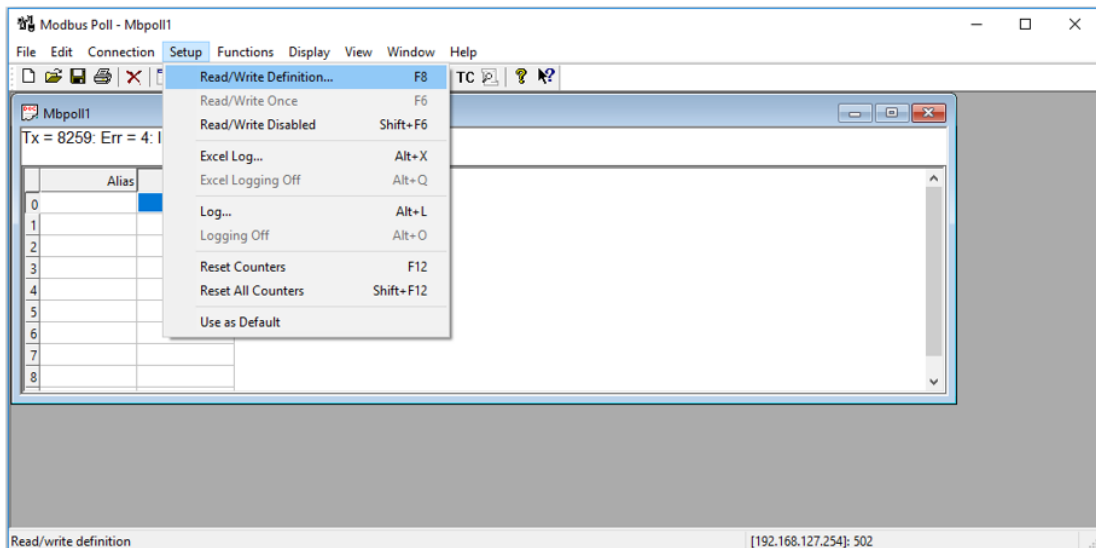 Modbus Poll - Mbpoll1
File Edit Connection Setup Functions Display View Window Help
TC
Read/Write Definition... F8
Read/Write Once F6
Read/Write Disabled Shift+F6
Excel Log... Alt+X
Excel Logging Off Alt+Q
Log... Alt+L
Logging Off Alt+O
Reset Counters F12
Reset All Counters Shift+F12
Use as Default
Mbpoll1
Tx = 8259: Err = 4: I
Alias
0
1
2
3
4
5
6
7
8
Read/write definition [192.168.127.254]: 502